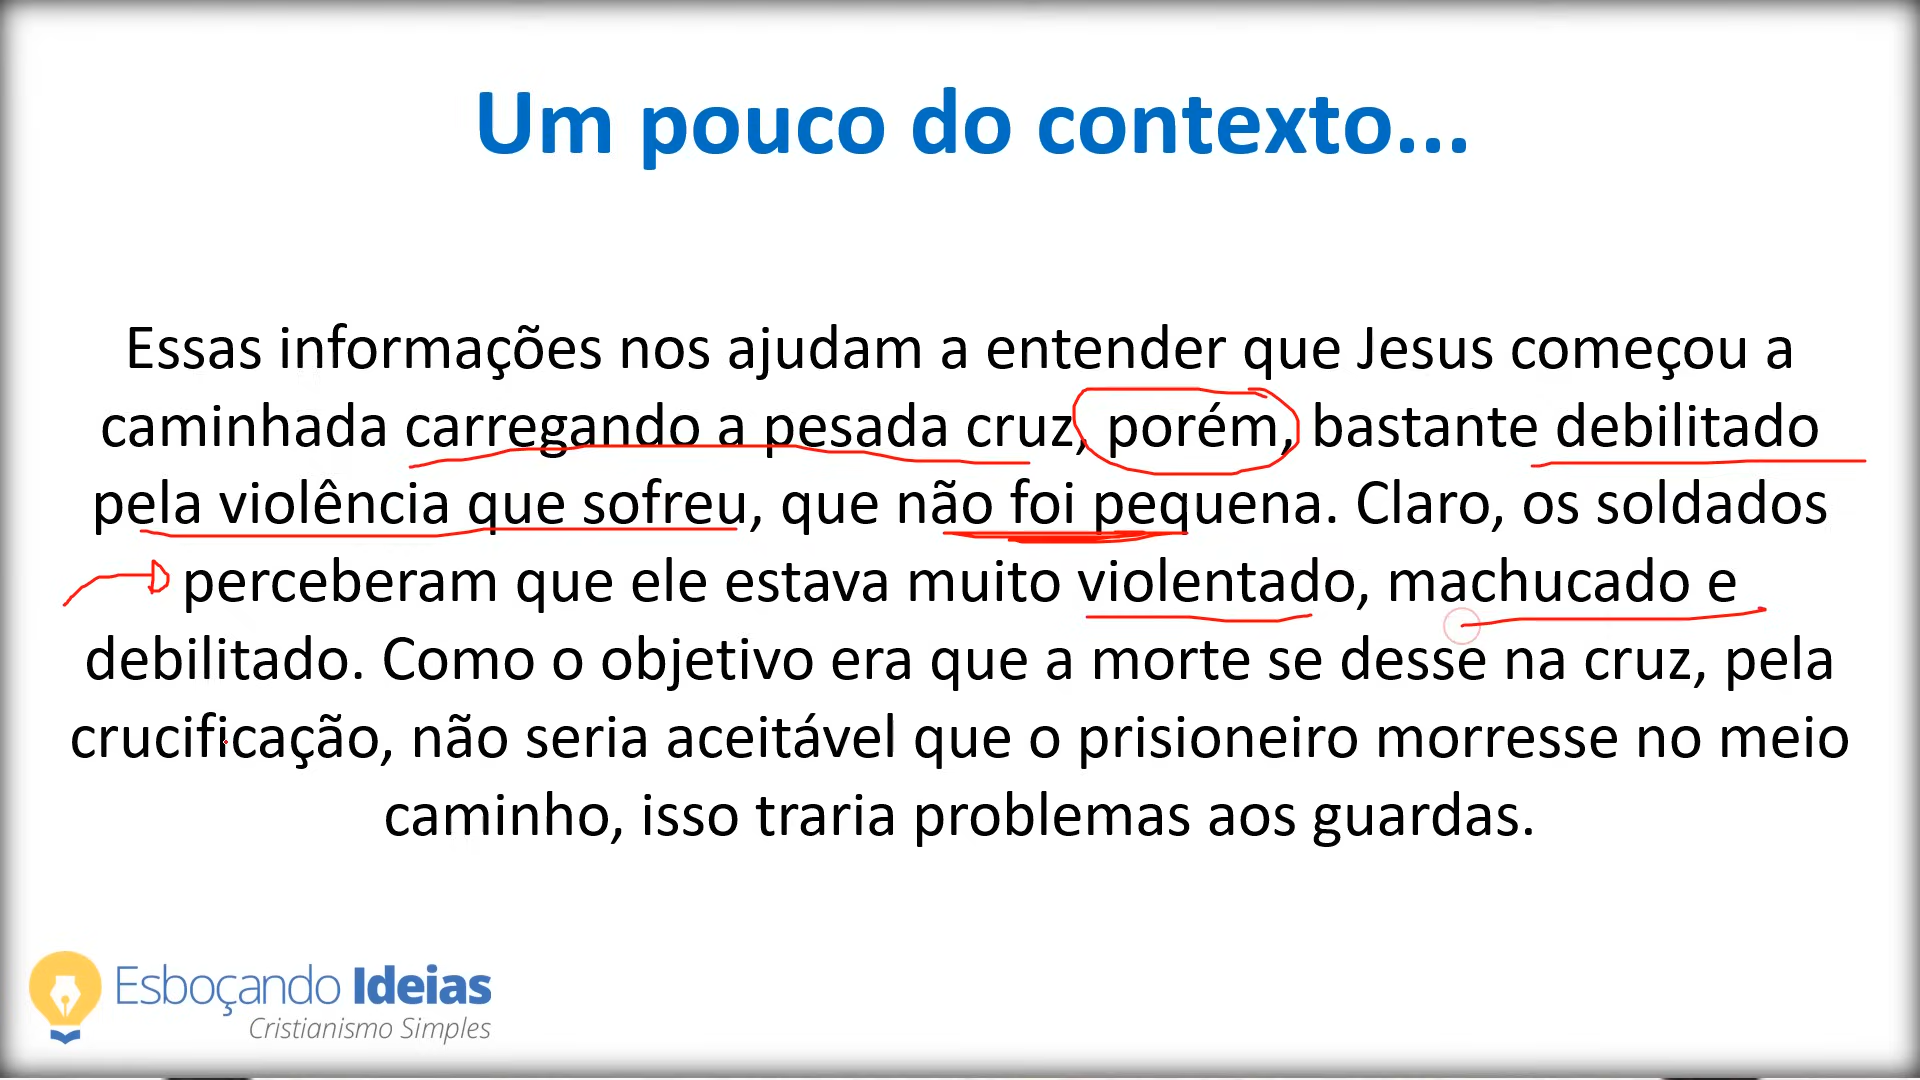 Um pouco do contexto...
Essas informações nos ajudam a entender que Jesus começou a
caminhada carregando a pesada cruz, porém, bastante debilitado
pela violência que sofreu, que não foi pequena. Claro, os soldados
perceberam que ele estava muito violentado, machucado e
debilitado. Como o objetivo era que a morte se desse na cruz, pela
crucificação, não seria aceitável que o prisioneiro morresse no meio
caminho, isso traria problemas aos guardas.
Esboçando Ideias
Cristianismo Simples